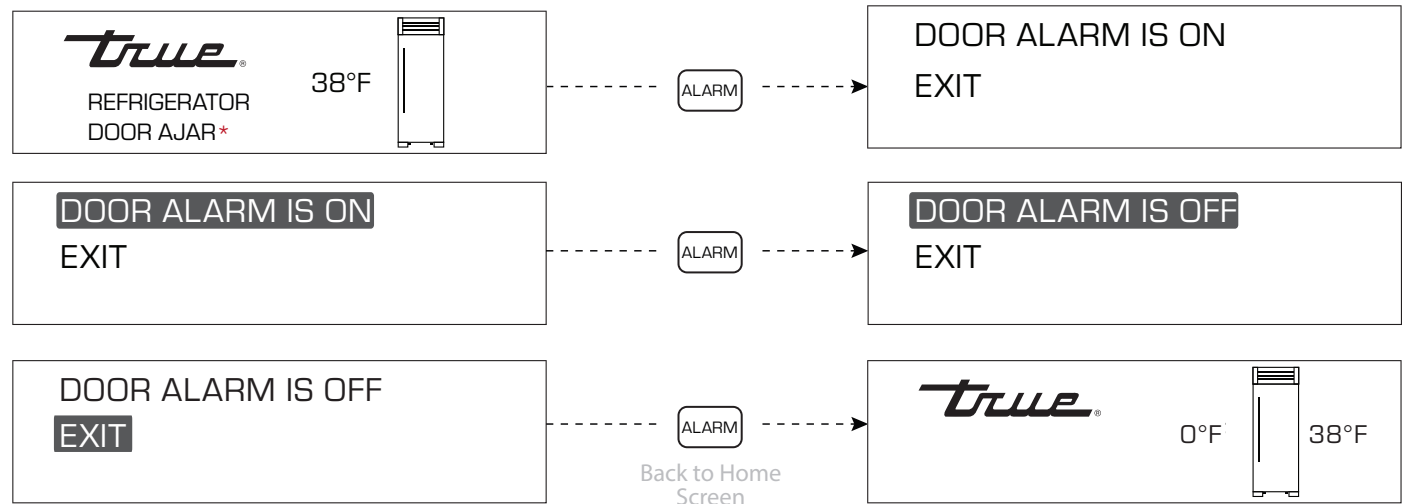 true®
38°F
REFRIGERATOR
DOOR AJAR*
ALARM
DOOR ALARM IS ON
EXIT
DOOR ALARM IS ON
EXIT
ALARM
DOOR ALARM IS OFF
EXIT
DOOR ALARM IS OFF
EXIT
ALARM
Back to Home
Screen
true®
0°F
38°F